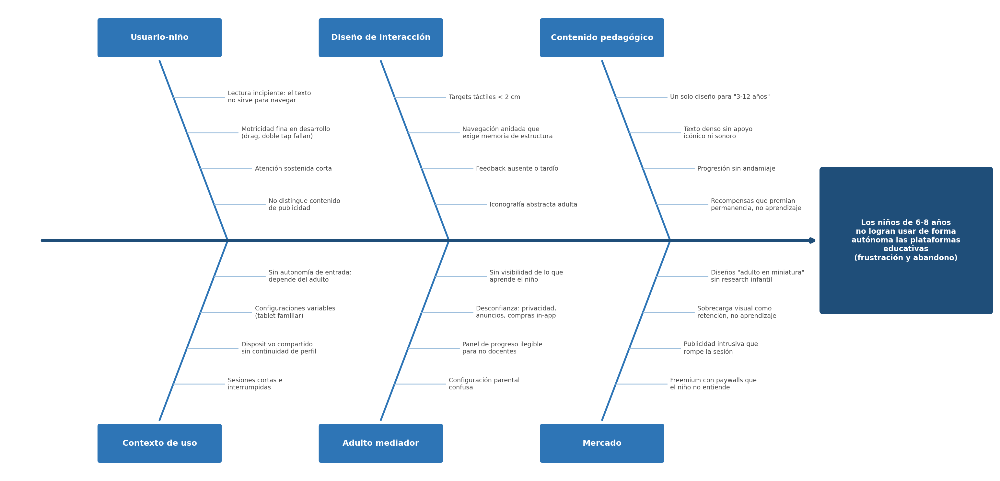 Usuario-niño
Diseño de interacción
Contenido pedagógico
Lectura incipiente: el texto
no sirve para navegar
Motricidad fina en desarrollo
(drag, doble tap fallan)
Atención sostenida corta
No distingue contenido
de publicidad
Targets táctiles < 2 cm
Navegación anidada que
exige memoria de estructura
Feedback ausente o tardío
Iconografía abstracta adulta
Un solo diseño para "3-12 años"
Texto denso sin apoyo
icónico ni sonoro
Progresión sin andamiaje
Recompensas que premian
permanencia, no aprendizaje
Los niños de 6-8 años
no logran usar de forma
autónoma las plataformas
educativas
(frustración y abandono)
Sin autonomía de entrada:
depende del adulto
Configuraciones variables
(tablet familiar)
Dispositivo compartido
sin continuidad de perfil
Sesiones cortas e
interrumpidas
Sin visibilidad de lo que
aprende el niño
Desconfianza: privacidad,
anuncios, compras in-app
Panel de progreso ilegible
para no docentes
Configuración parental
confusa
Diseños "adulto en miniatura"
sin research infantil
Sobrecarga visual como
retención, no aprendizaje
Publicidad intrusiva que
rompe la sesión
Freemium con paywalls que
el niño no entiende
Contexto de uso
Adulto mediador
Mercado